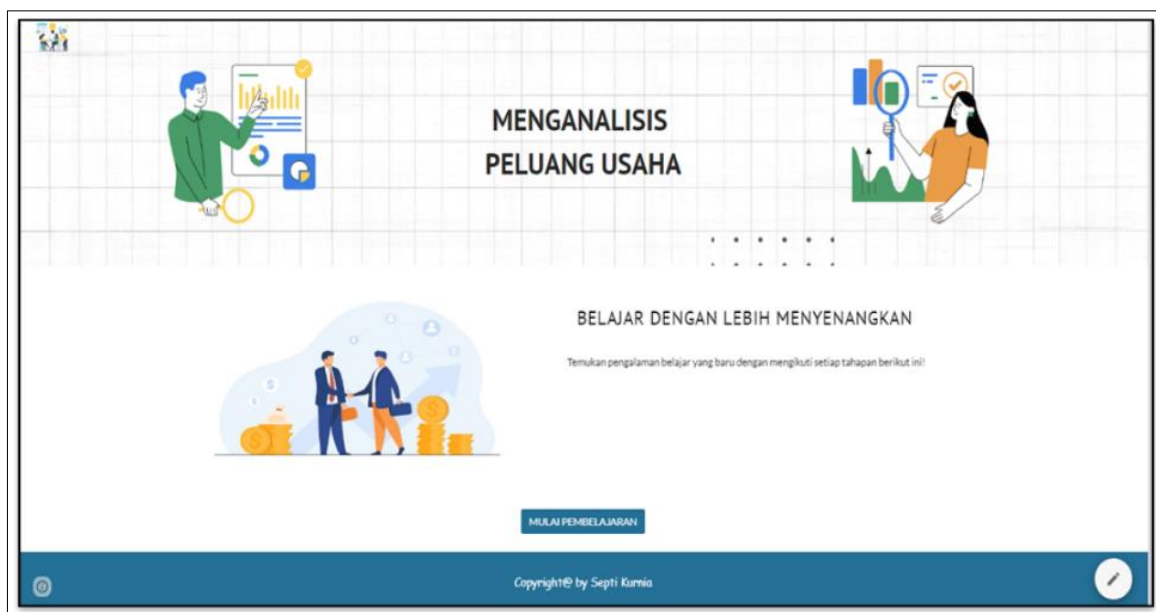 MENGANALISIS
PELUANG USAHA
BELAJAR DENGAN LEBIH MENYENANGKAN
Temukan pengalaman belajar yang baru dengan mengikuti setiap tahapan berikut ini!
MULAI PEMBELAJARAN
Copyright@ by Septi Kurnia